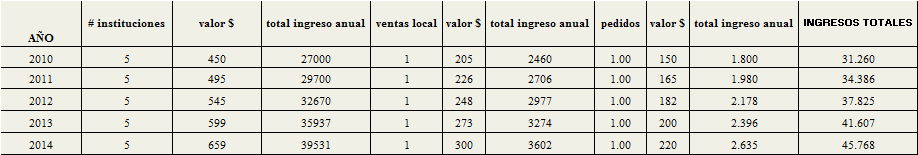 AÑO # instituciones valor $ total ingreso anual ventas local valor $ total ingreso anual pedidos valor $ total ingreso anual INGRESOS TOTALES
2010 5 450 27000 1 205 2460 1.00 150 1.800 31.260
2011 5 495 29700 1 226 2706 1.00 165 1.980 34.386
2012 5 545 32670 1 248 2977 1.00 182 2.178 37.825
2013 5 599 35937 1 273 3274 1.00 200 2.396 41.607
2014 5 659 39531 1 300 3602 1.00 220 2.635 45.768